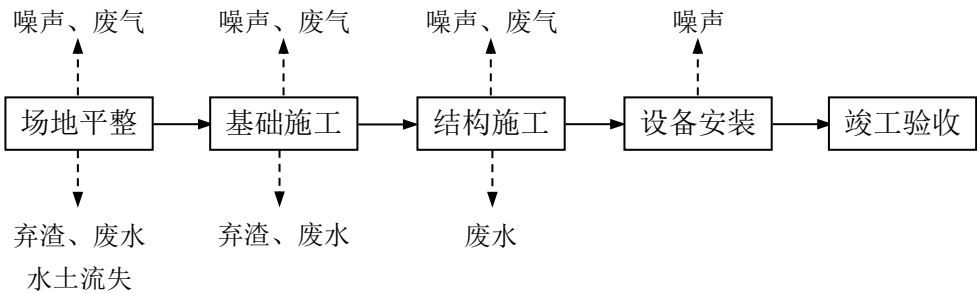 噪声、废气
噪声、废气
噪声、废气
噪声
场地平整
基础施工
结构施工
设备安装
竣工验收
弃渣、废水
水土流失
弃渣、废水
废水